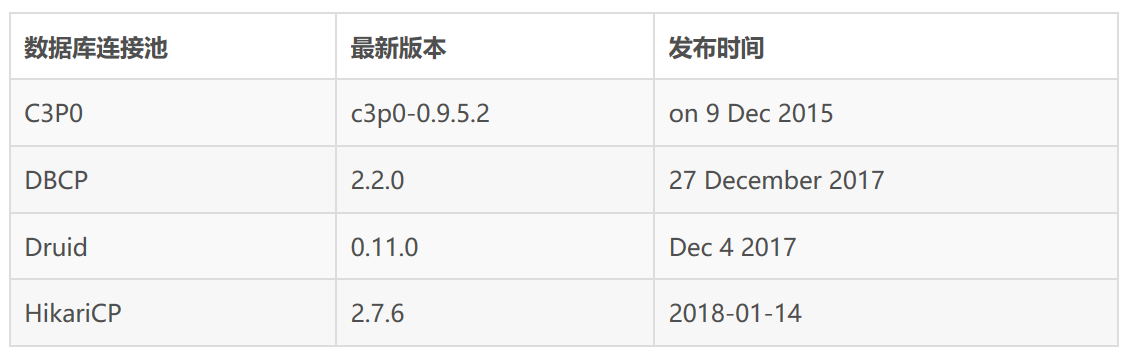 数据库连接池 最新版本 发布时间
C3P0 c3p0-0.9.5.2 on 9 Dec 2015
DBCP 2.2.0 27 December 2017
Druid 0.11.0 Dec 4 2017
HikariCP 2.7.6 2018-01-14